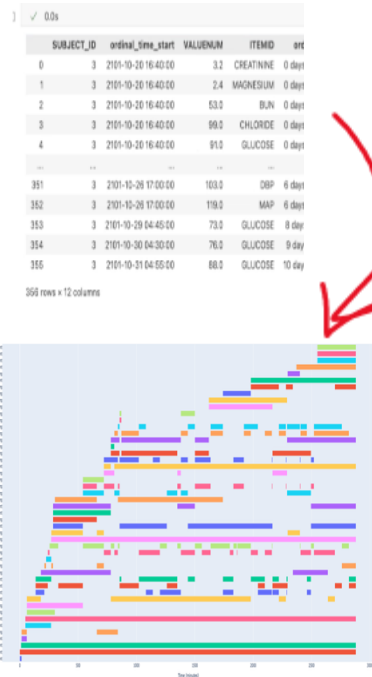 ] ✓ 0.0s
SUBJECT_ID ordinal_time_start VALUENUM ITEMID ord
0 3 2101-10-20 16:40:00 3.2 CREATININE 0 days
1 3 2101-10-20 16:40:00 2.4 MAGNESIUM 0 days
2 3 2101-10-20 16:40:00 53.0 BUN 0 days
3 3 2101-10-20 16:40:00 99.0 CHLORIDE 0 days
4 3 2101-10-20 16:40:00 91.0 GLUCOSE 0 days
... ... ... ...
351 3 2101-10-26 17:00:00 103.0 DBP 6 days
352 3 2101-10-26 17:00:00 119.0 MAP 6 days
353 3 2101-10-29 04:45:00 73.0 GLUCOSE 8 days
354 3 2101-10-30 04:30:00 76.0 GLUCOSE 9 day
355 3 2101-10-31 04:55:00 88.0 GLUCOSE 10 day
356 rows × 12 columns
0 50 100 150 200 250 300